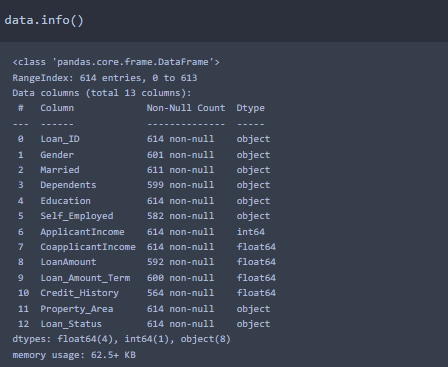 data.info()
<class 'pandas.core.frame.DataFrame'>
RangeIndex: 614 entries, 0 to 613
Data columns (total 13 columns):
 #   Column             Non-Null Count  Dtype
---  ------             --------------  -----
 0   Loan_ID            614 non-null    object
 1   Gender             601 non-null    object
 2   Married            611 non-null    object
 3   Dependents         599 non-null    object
 4   Education          614 non-null    object
 5   Self_Employed      582 non-null    object
 6   ApplicantIncome    614 non-null    int64
 7   CoapplicantIncome  614 non-null    float64
 8   LoanAmount         592 non-null    float64
 9   Loan_Amount_Term   600 non-null    float64
 10  Credit_History     564 non-null    float64
 11  Property_Area      614 non-null    object
 12  Loan_Status        614 non-null    object
dtypes: float64(4), int64(1), object(8)
memory usage: 62.5+ KB